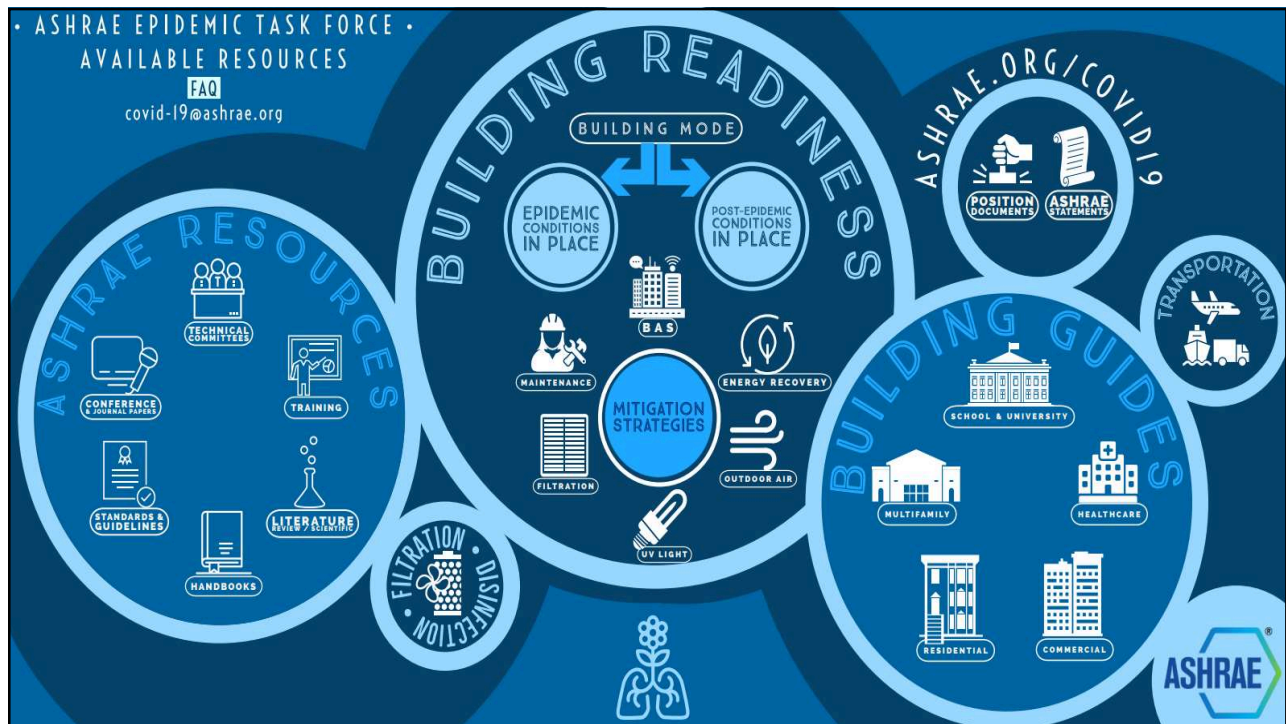 • ASHRAE EPIDEMIC TASK FORCE •
AVAILABLE RESOURCES
FAQ
covid-19@ashrae.org
ASHRAE RESOURCES
TECHNICAL
COMMITTEES
CONFERENCE
& JOURNAL PAPERS
TRAINING
STANDARDS &
GUIDELINES
LITERATURE
REVIEW / SCIENTIFIC
HANDBOOKS
FILTRATION • DISINFECTION •
BUILDING READINESS
BUILDING MODE
EPIDEMIC
CONDITIONS
IN PLACE
POST-EPIDEMIC
CONDITIONS
IN PLACE
BAS
MAINTENANCE
ENERGY RECOVERY
MITIGATION
STRATEGIES
FILTRATION
OUTDOOR AIR
UV LIGHT
ASHRAE.ORG/COVID19
POSITION
DOCUMENTS
ASHRAE
STATEMENTS
TRANSPORTATION
BUILDING GUIDES
SCHOOL & UNIVERSITY
MULTIFAMILY
HEALTHCARE
RESIDENTIAL
COMMERCIAL
ASHRAE®